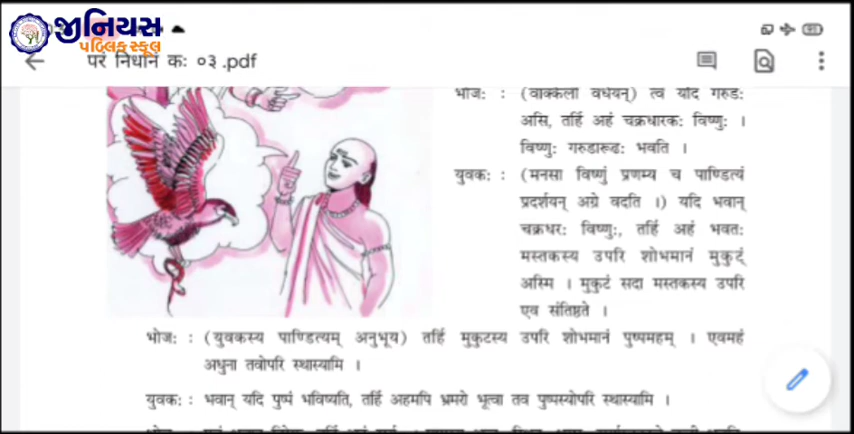 જીનિયસ
પબ્લિક સ્કૂલ
परं निधानं कः ०३.pdf
भोजः : (वाक्कलां वर्धयन्) त्वं यदि गरुडः
असि, तर्हि अहं चक्रधारकः विष्णुः ।
विष्णुः गरुडारूढः भवति ।
युवकः : (मनसा विष्णुं प्रणम्य च पाण्डित्यं
प्रदर्शयन् अग्रे वदति ।) यदि भवान्
चक्रधरः विष्णुः, तर्हि अहं भवतः
मस्तकस्य उपरि शोभमानं मुकुटं
अस्मि । मुकुटं सदा मस्तकस्य उपरि
एव संतिष्ठते ।
भोजः : (युवकस्य पाण्डित्यम् अनुभूय) तर्हि मुकुटस्य उपरि शोभमानं पुष्पमहम् । एवमहं
अधुना तवोपरि स्थास्यामि ।
युवकः : भवान् यदि पुष्पं भविष्यति, तर्हि अहमपि भ्रमरो भूत्वा तव पुष्पस्योपरि स्थास्यामि ।